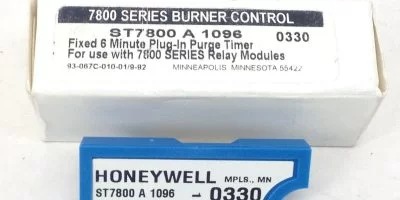 7800 SERIES BURNER CONTROL
ST7800 A 1096 0330
Fixed 6 Minute Plug-In Purge Timer
For use with 7800 SERIES Relay Modules
93-067C-010-01/9-92 MINNEAPOLIS MINNESOTA 55422
HONEYWELL MPLS., MN
ST7800 A 1096 0330